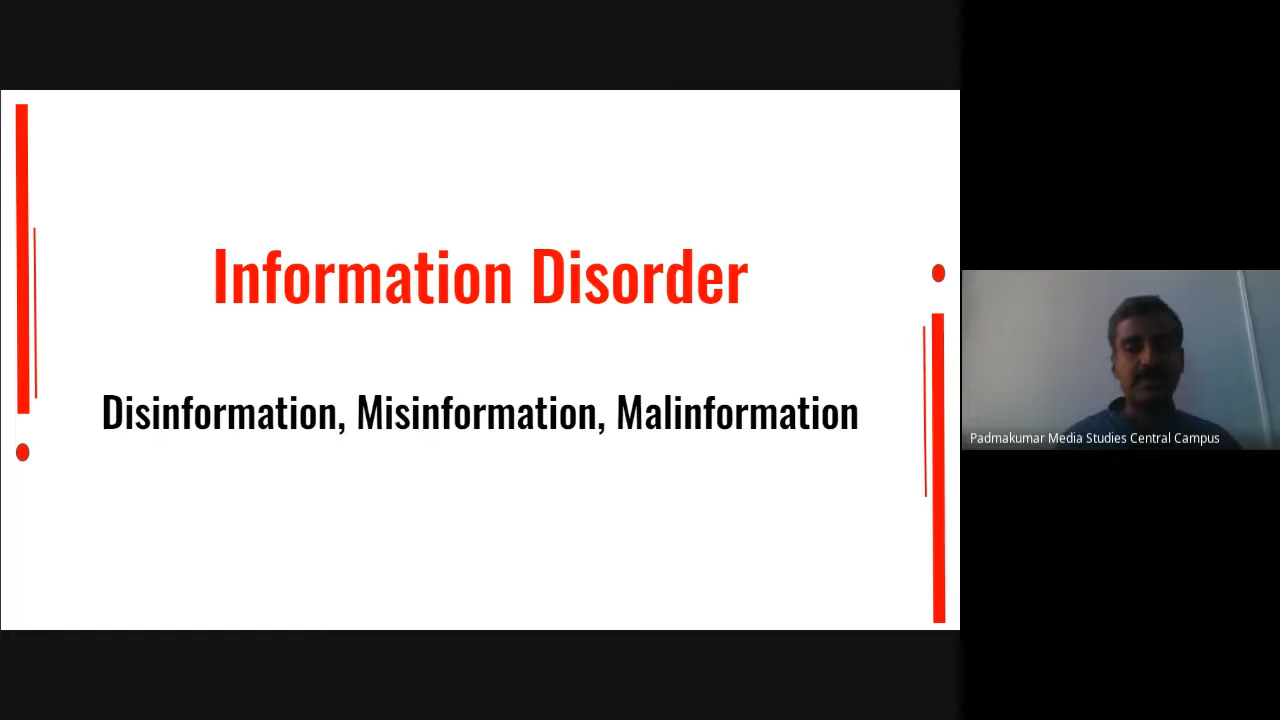 Information Disorder
Disinformation, Misinformation, Malinformation
Padmakumar Media Studies Central Campus